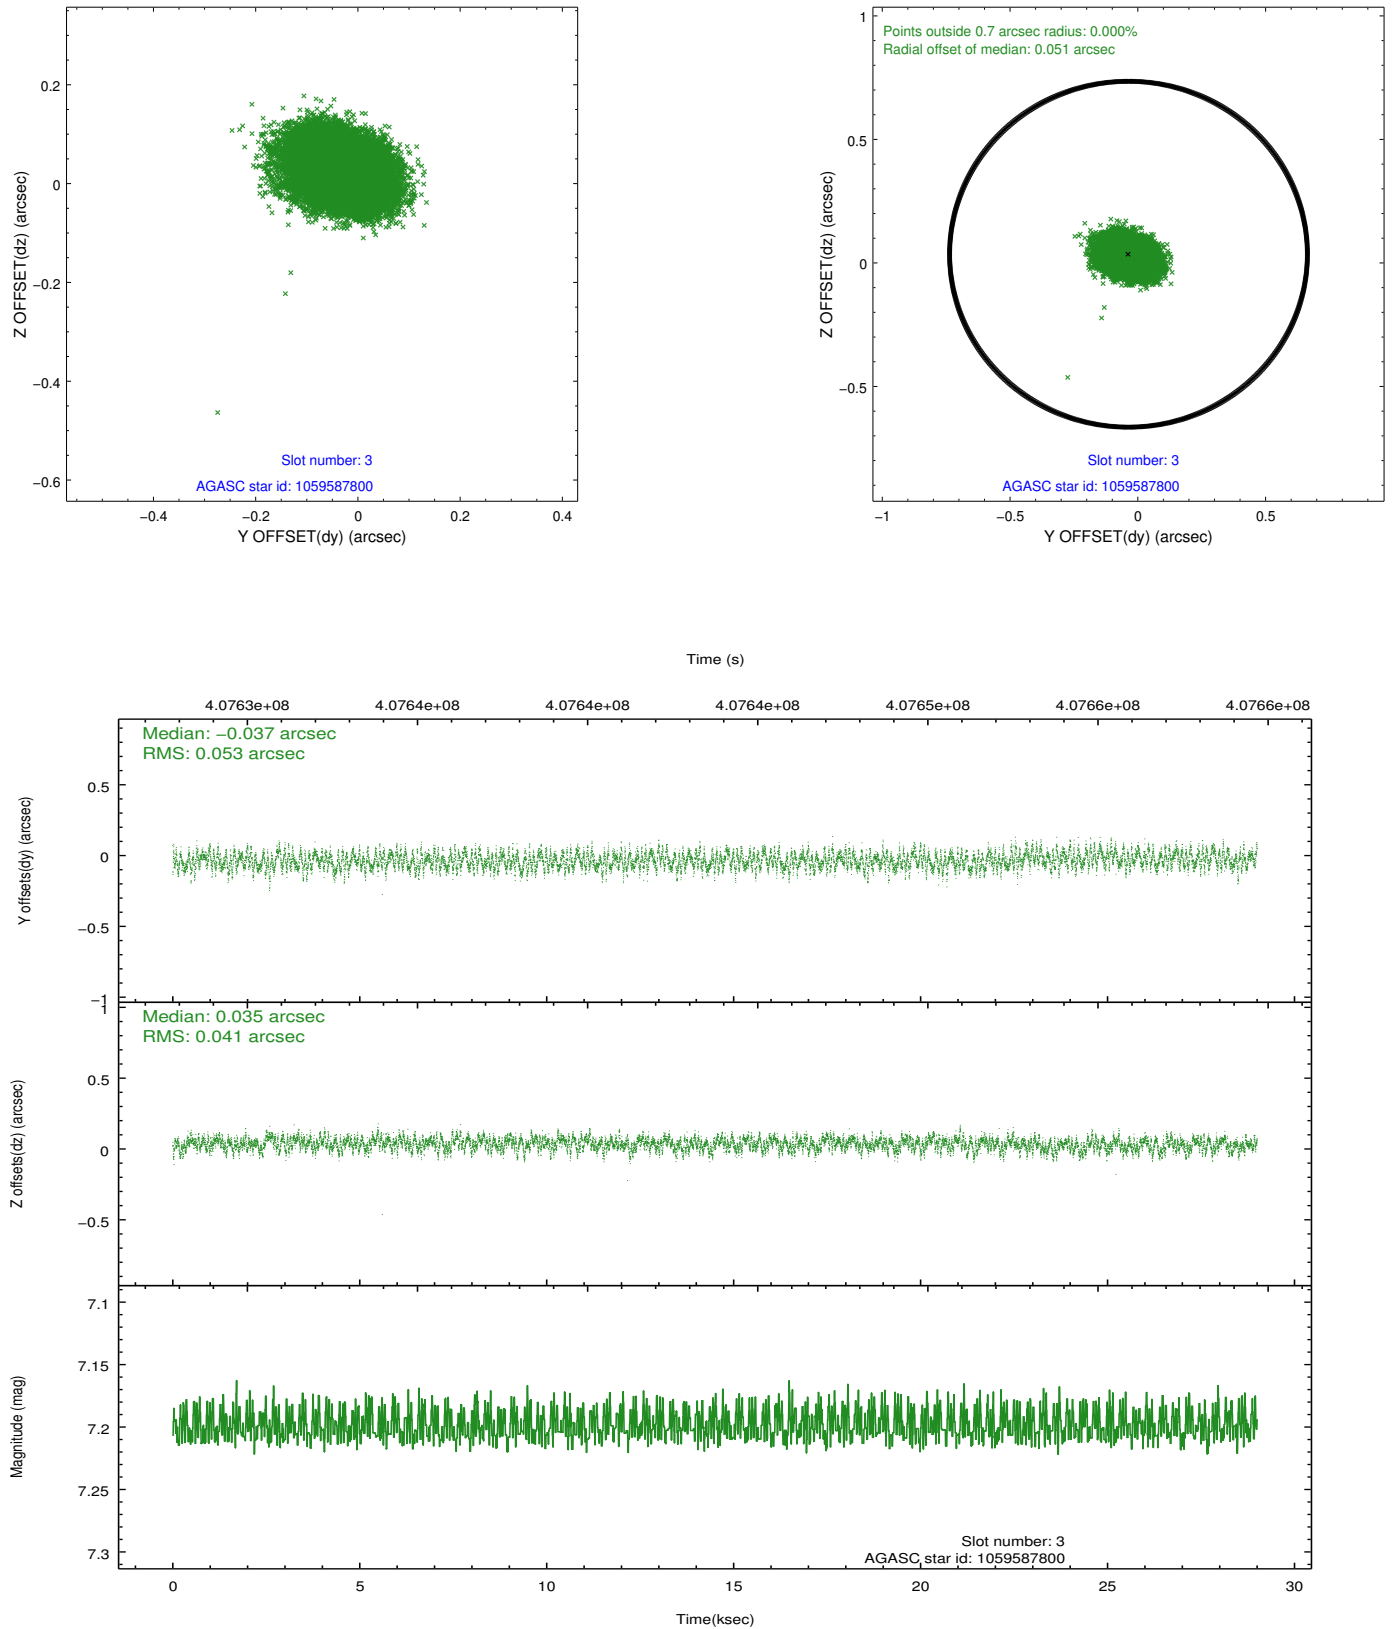 0.2
0
−0.2
−0.4
−0.6
Z OFFSET(dz) (arcsec)
Slot number: 3
AGASC star id: 1059587800
−0.4
−0.2
0
0.2
0.4
Y OFFSET(dy) (arcsec)
Points outside 0.7 arcsec radius: 0.000%
Radial offset of median: 0.051 arcsec
1
0.5
0
−0.5
Z OFFSET(dz) (arcsec)
Slot number: 3
AGASC star id: 1059587800
−1
−0.5
0
0.5
Y OFFSET(dy) (arcsec)
Time (s)
4.0763e+08
4.0764e+08
4.0764e+08
4.0764e+08
4.0765e+08
4.0766e+08
4.0766e+08
Median: −0.037 arcsec
RMS: 0.053 arcsec
0.5
0
−0.5
−1
Y offsets(dy) (arcsec)
Median: 0.035 arcsec
RMS: 0.041 arcsec
1
0.5
0
−0.5
Z offsets(dz) (arcsec)
7.1
7.15
7.2
7.25
7.3
Magnitude (mag)
Slot number: 3
AGASC star id: 1059587800
0
5
10
15
20
25
30
Time(ksec)